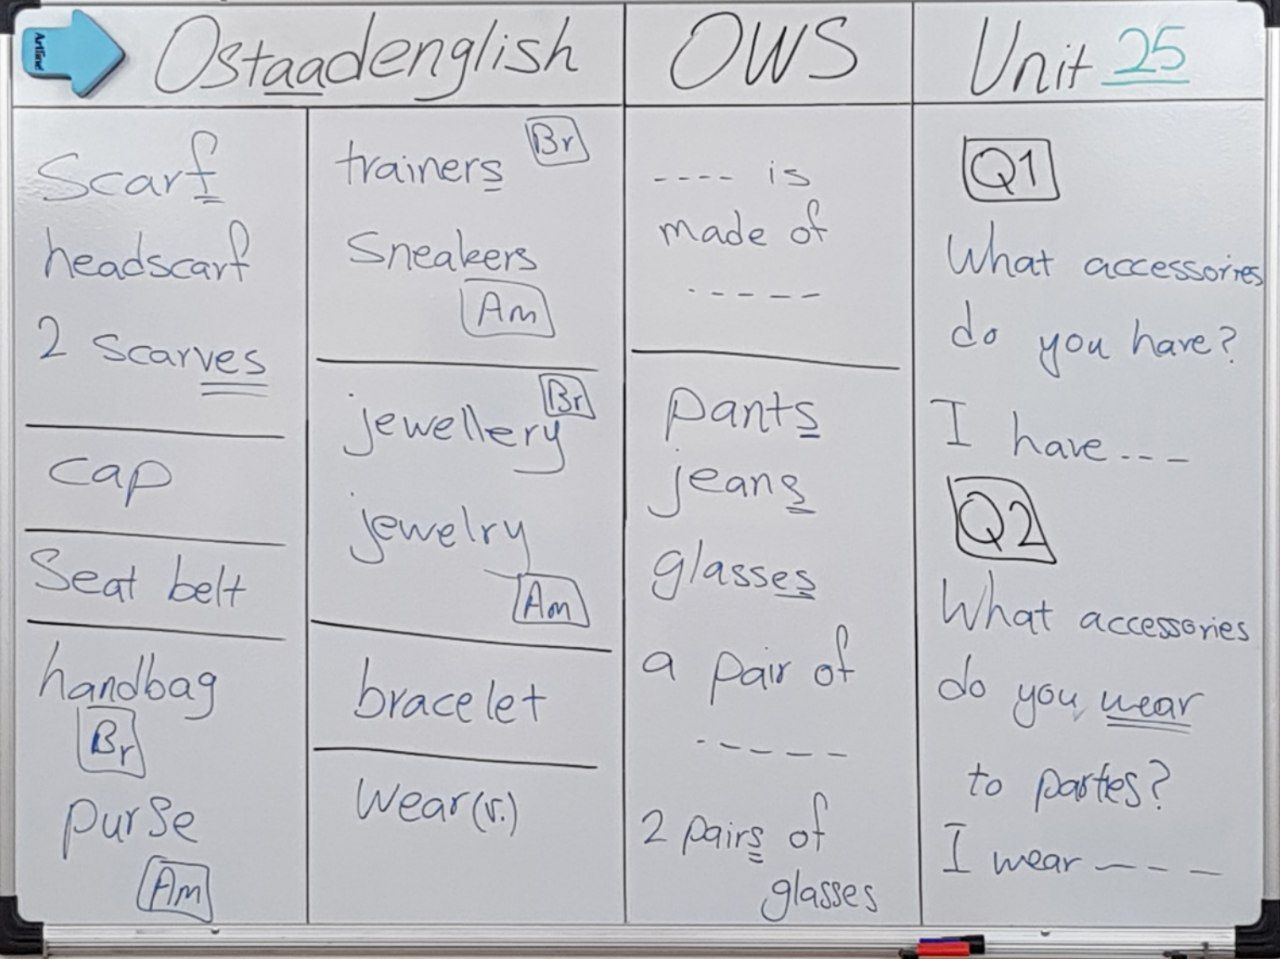 Artline
Ostaadenglish
OWS
Unit 25
Scarf
headscarf
2 scarves
cap
Seat belt
handbag
Br
purse
Am
trainers
Br
Sneakers
Am
jewellery
Br
jewelry
Am
bracelet
Wear (v.)
---- is
made of
-----
pants
jeans
glasses
a pair of
-----
2 pairs of
glasses
Q1
What accessories
do you have?
I have ---
Q2
What accessories
do you wear
to parties?
I wear ---